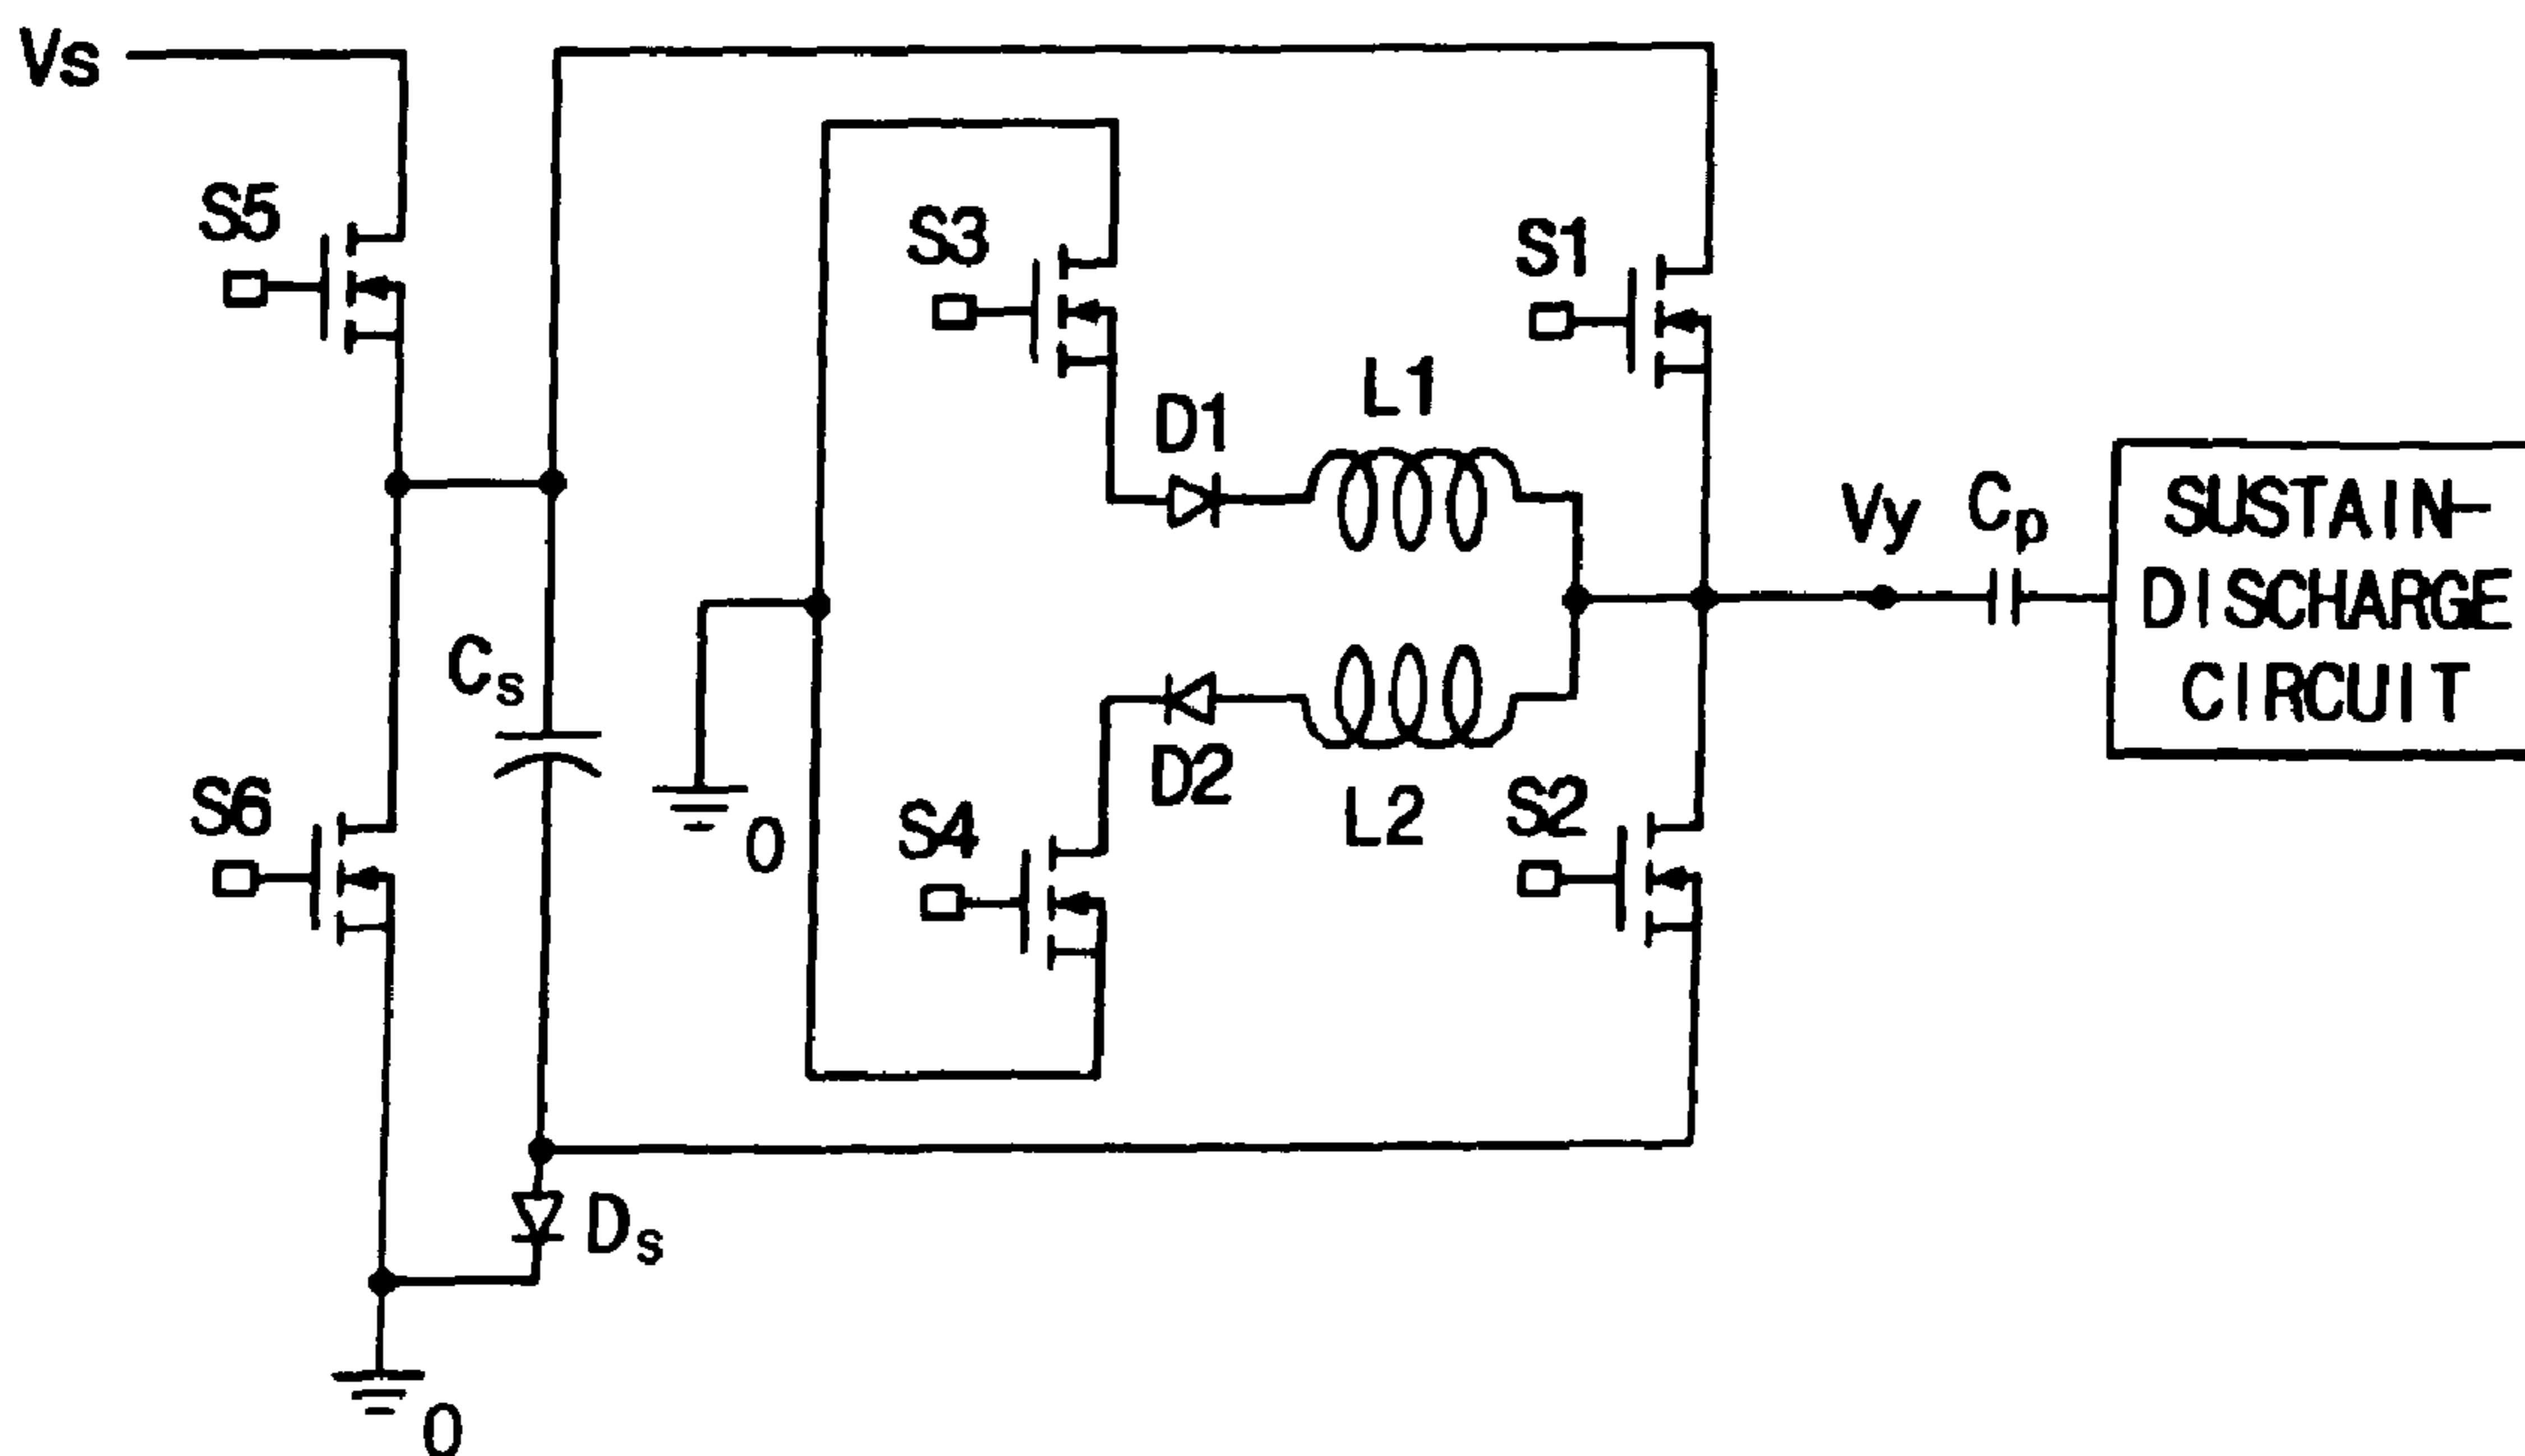 Vs
S5
S3
S1
D1
L1
Vy
Cp
SUSTAIN-
DISCHARGE
CIRCUIT
Cs
S6
0
S4
D2
L2
S2
Ds
0